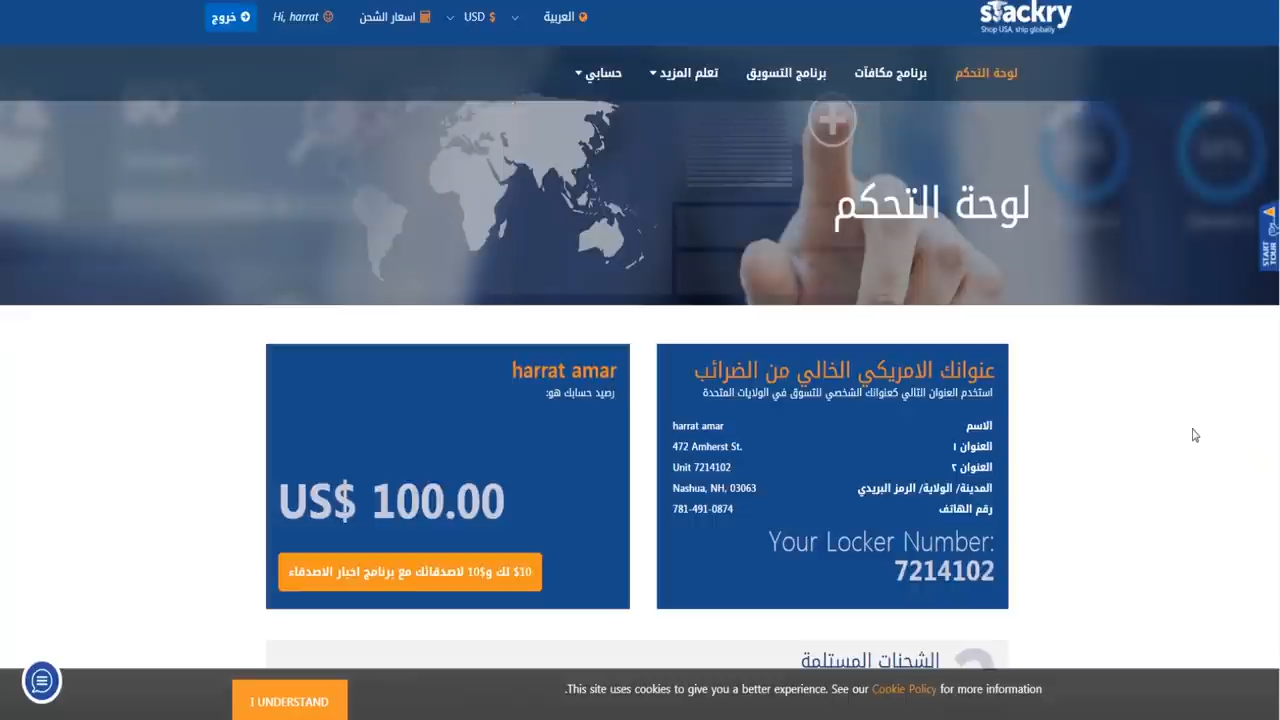 stackry
Shop USA, ship globally
العربية
USD $
اسعار الشحن
Hi, harrat
خروج
لوحة التحكم
برنامج مكافآت
برنامج التسويق
تعلم المزيد
حسابي
لوحة التحكم
START TOUR
عنوانك الامريكي الخالي من الضرائب
استخدم العنوان التالي كعنوانك الشخصي للتسوق في الولايات المتحدة
الاسم harrat amar
العنوان ١ 472 Amherst St.
العنوان ٢ Unit 7214102
المدينة/ الولاية/ الرمز البريدي Nashua, NH, 03063
رقم الهاتف 781-491-0874
Your Locker Number:
7214102
harrat amar
رصيد حسابك هو:
US$ 100.00
10$ لك و10$ لاصدقائك مع برنامج اخبار الاصدقاء
الشحنات المستلمة
.This site uses cookies to give you a better experience. See our Cookie Policy for more information
I UNDERSTAND